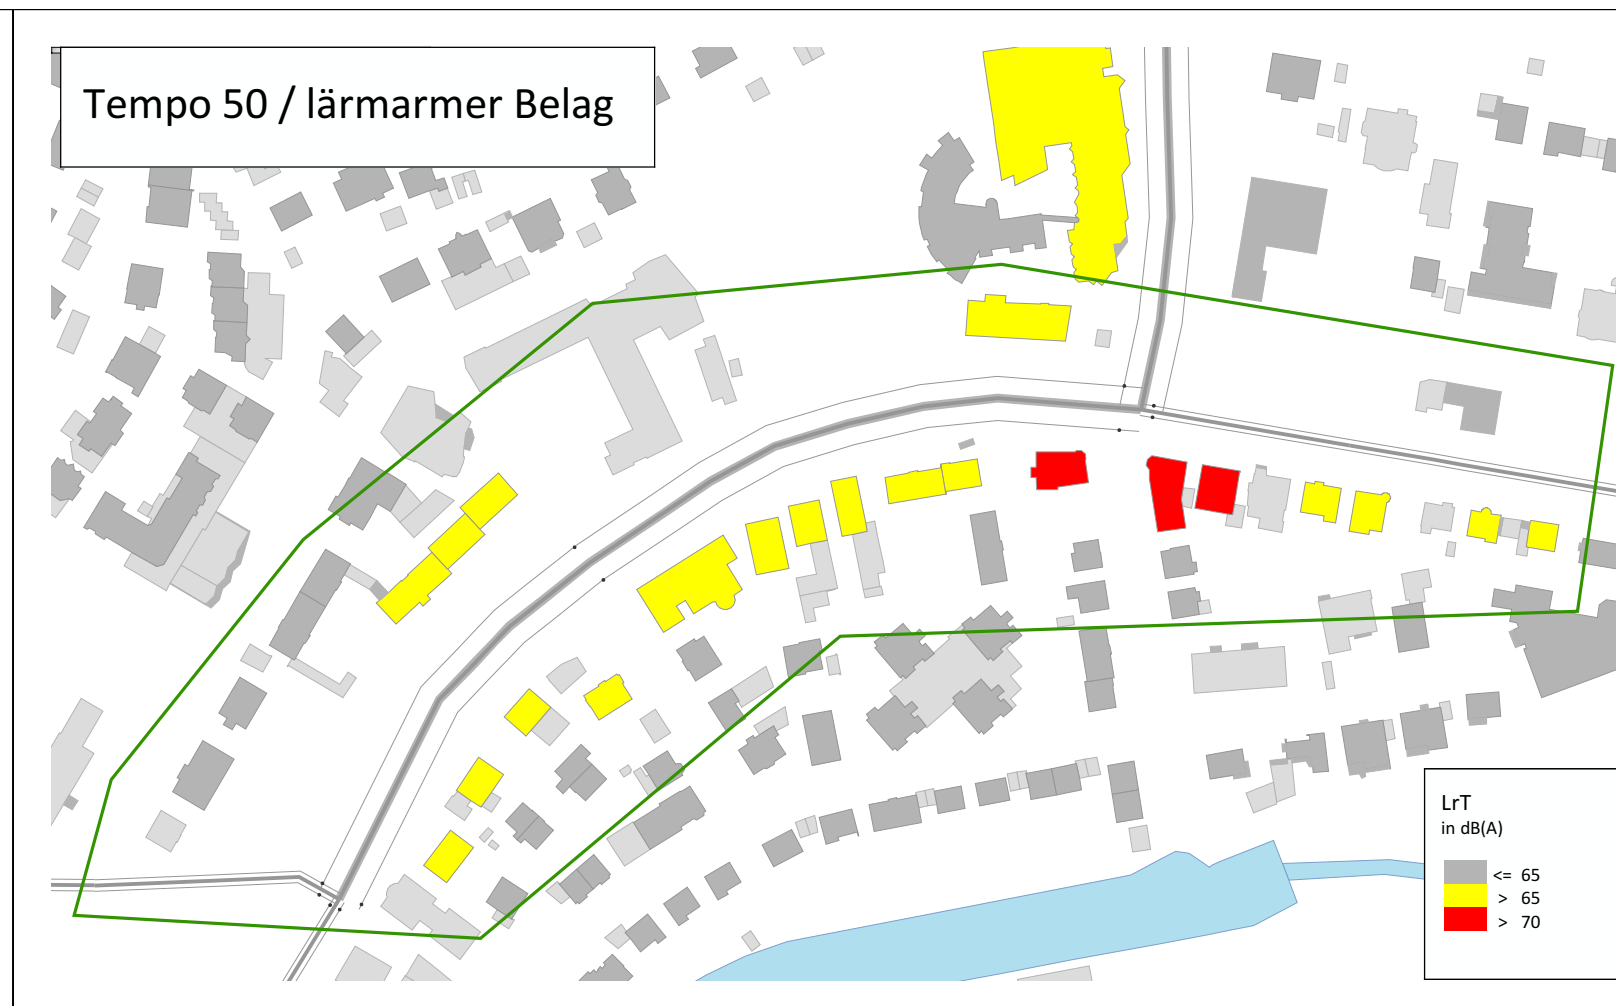 Tempo 50 / lärmarmer Belag
LrT
in dB(A)
<= 65
> 65
> 70